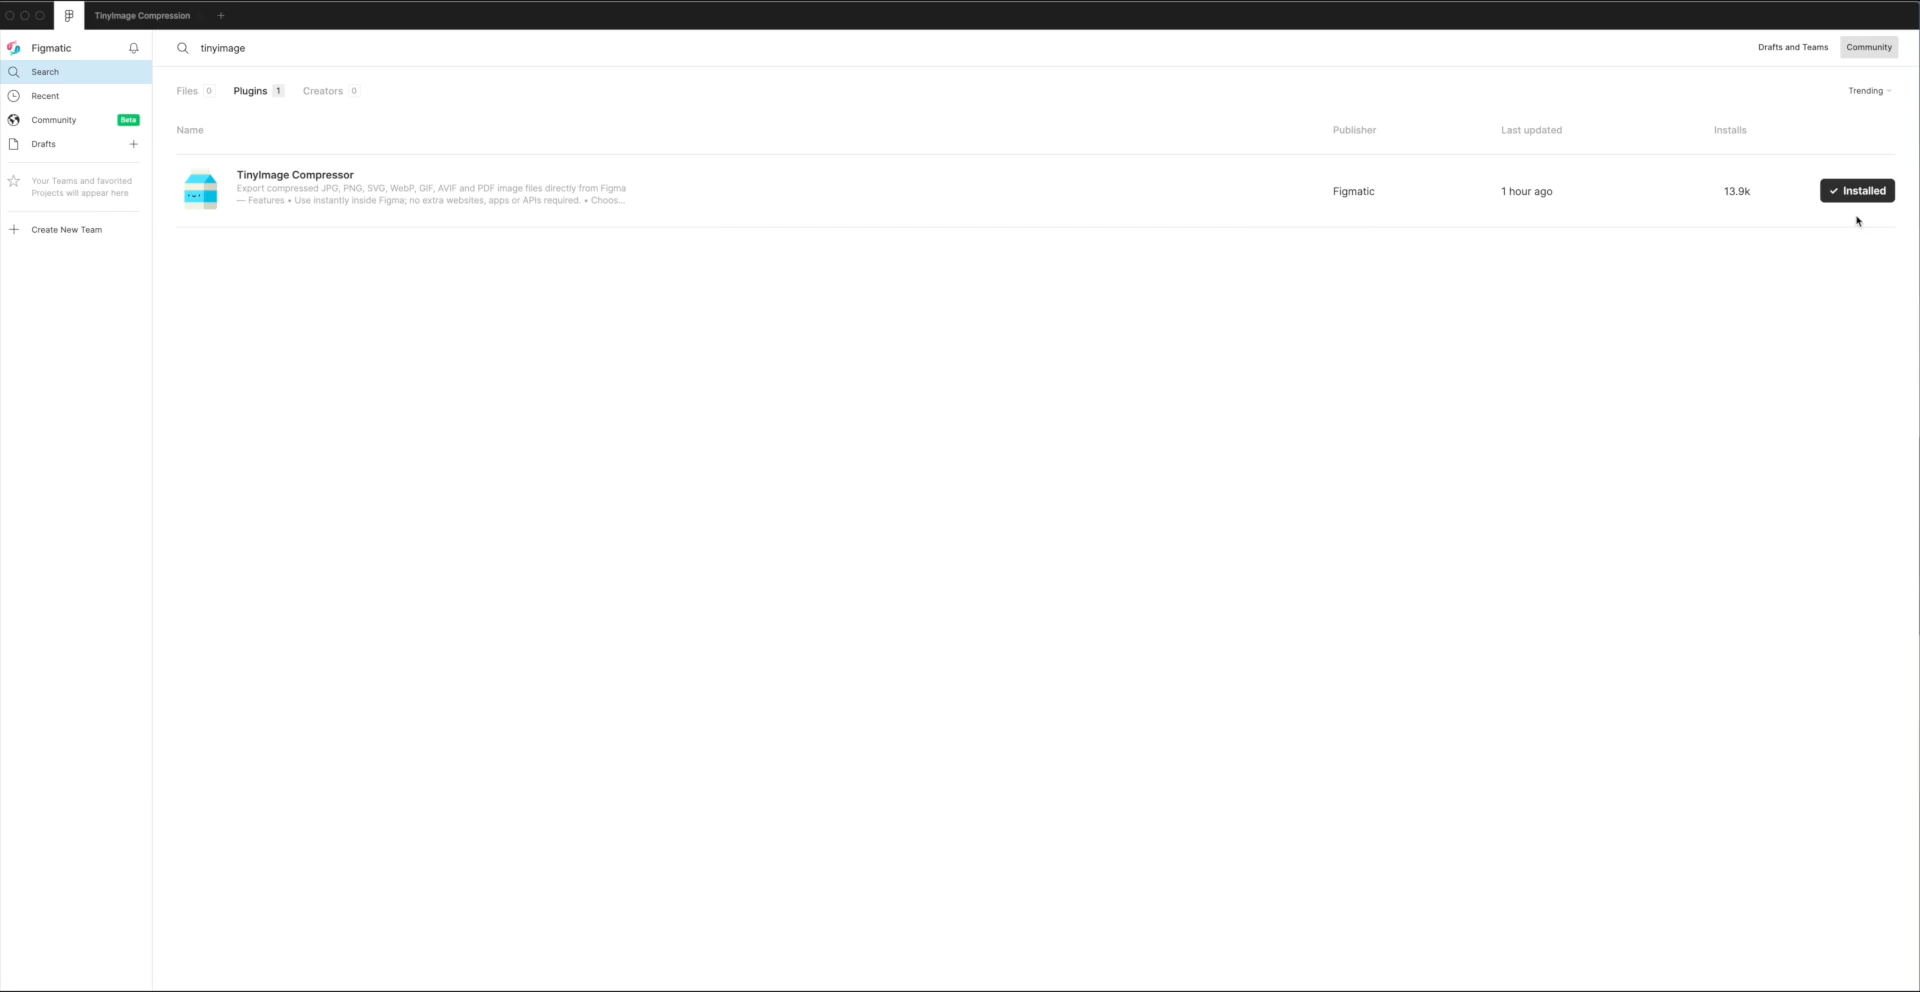 TinyImage Compression
Figmatic
tinyimage
Drafts and Teams
Community
Search
Recent
Community
Beta
Drafts
Your Teams and favorited
Projects will appear here
Create New Team
Files 0
Plugins 1
Creators 0
Trending
Name
Publisher
Last updated
Installs
TinyImage Compressor
Export compressed JPG, PNG, SVG, WebP, GIF, AVIF and PDF image files directly from Figma
— Features • Use instantly inside Figma; no extra websites, apps or APIs required. • Choos...
Figmatic
1 hour ago
13.9k
Installed